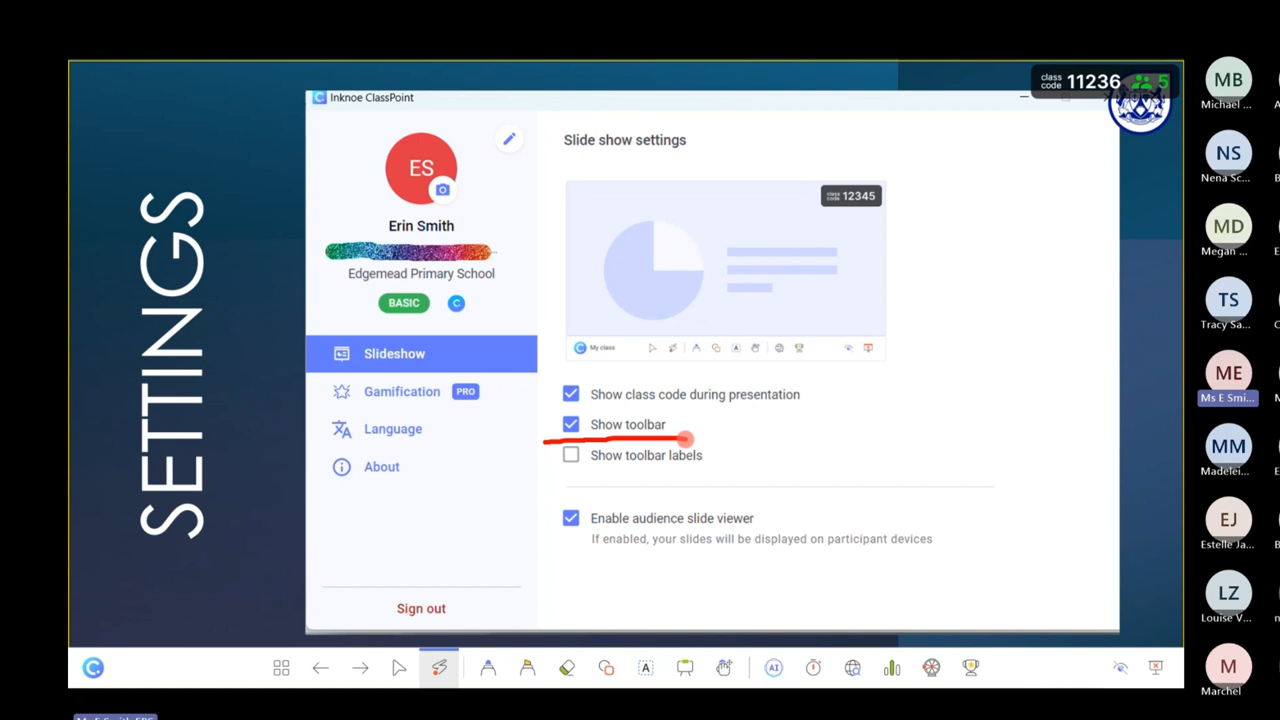 SETTINGS
Inknoe ClassPoint
class code 11236 5
ES
Erin Smith
Edgemead Primary School
BASIC
Slideshow
Gamification PRO
Language
About
Sign out
Slide show settings
class code 12345
My class
Show class code during presentation
Show toolbar
Show toolbar labels
Enable audience slide viewer
If enabled, your slides will be displayed on participant devices
A
AI
MB
Michael ...
NS
Nena Sc...
MD
Megan ...
TS
Tracy Sa...
ME
Ms E Smi...
MM
Madelei...
EJ
Estelle Ja...
LZ
Louise V...
M
Marchel